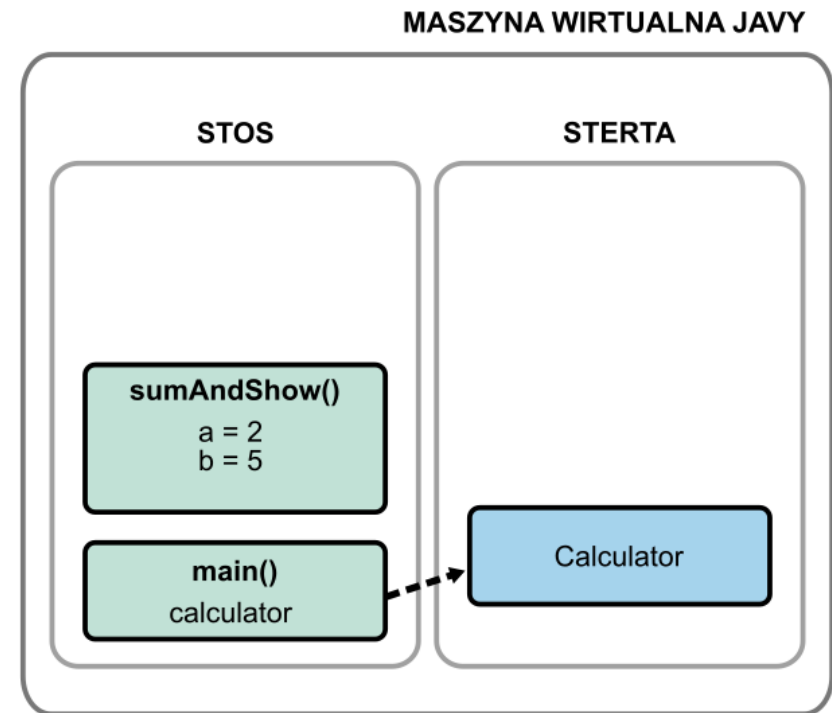 MASZYNA WIRTUALNA JAVY
STOS
STERTA
sumAndShow()
a = 2
b = 5
main()
calculator
Calculator